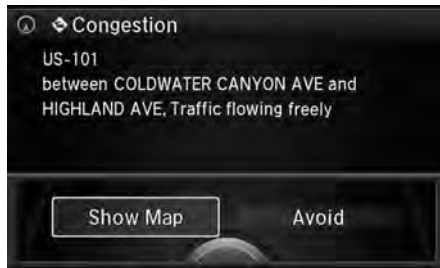 Congestion
US-101
between COLDWATER CANYON AVE and
HIGHLAND AVE, Traffic flowing freely
Show Map
Avoid